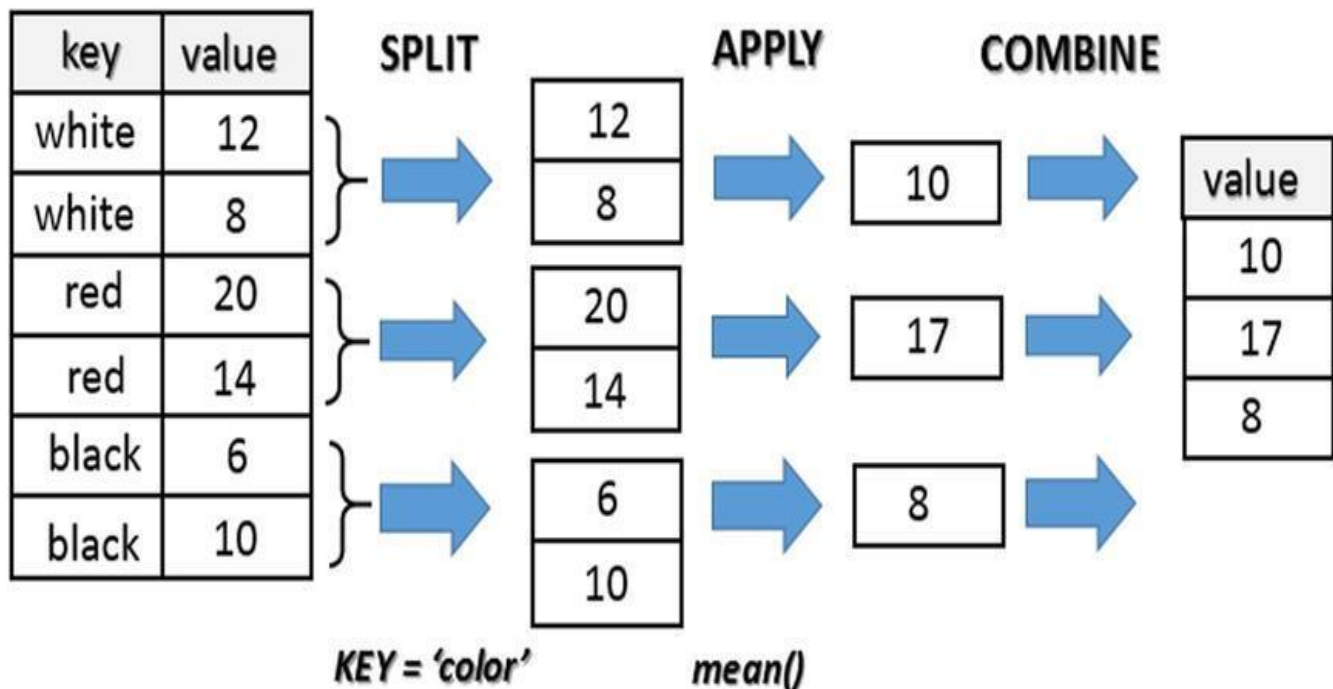 key value
white 12
white 8
red 20
red 14
black 6
black 10
SPLIT
12
8
20
14
6
10
KEY = ‘color’
APPLY
10
17
8
mean()
COMBINE
value
10
17
8